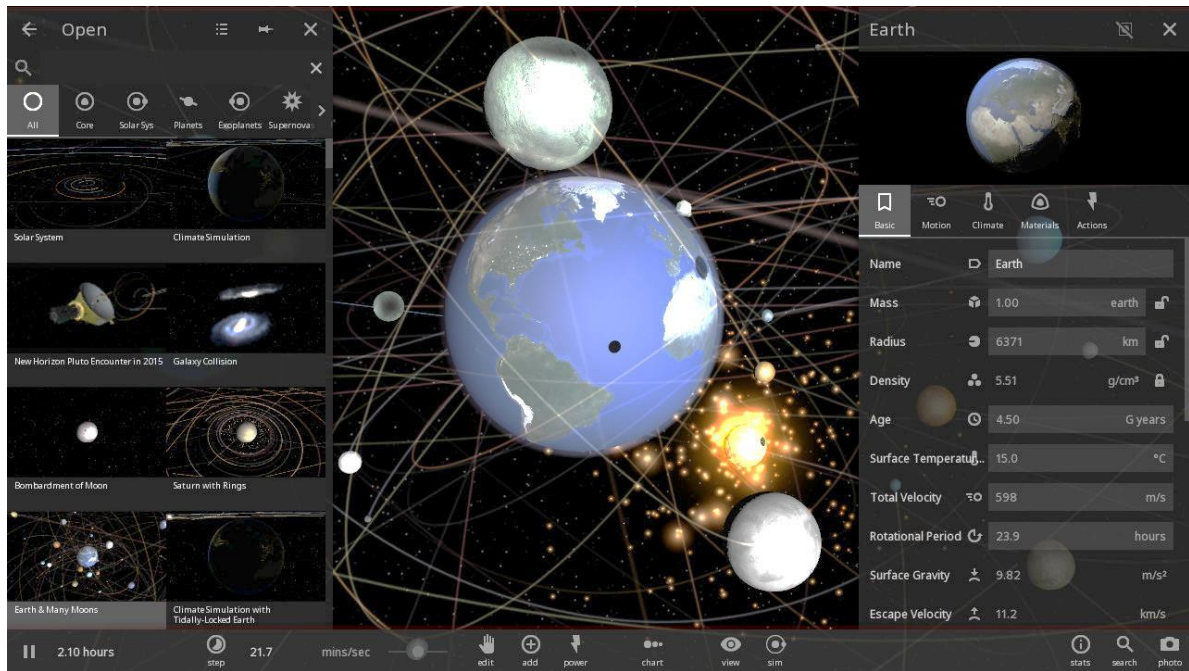 Open
All
Core
Solar Sys
Planets
Exoplanets
Supernovas
Solar System
Climate Simulation
New Horizon Pluto Encounter in 2015
Galaxy Collision
Bombardment of Moon
Saturn with Rings
Earth & Many Moons
Climate Simulation with
Tidally-Locked Earth
Earth
Basic
Motion
Climate
Materials
Actions
Name Earth
Mass 1.00 earth
Radius 6371 km
Density 5.51 g/cm³
Age 4.50 G years
Surface Temperatur... 15.0 °C
Total Velocity 598 m/s
Rotational Period 23.9 hours
Surface Gravity 9.82 m/s²
Escape Velocity 11.2 km/s
2.10 hours
step
21.7 mins/sec
edit
add
power
chart
view
sim
stats
search
photo